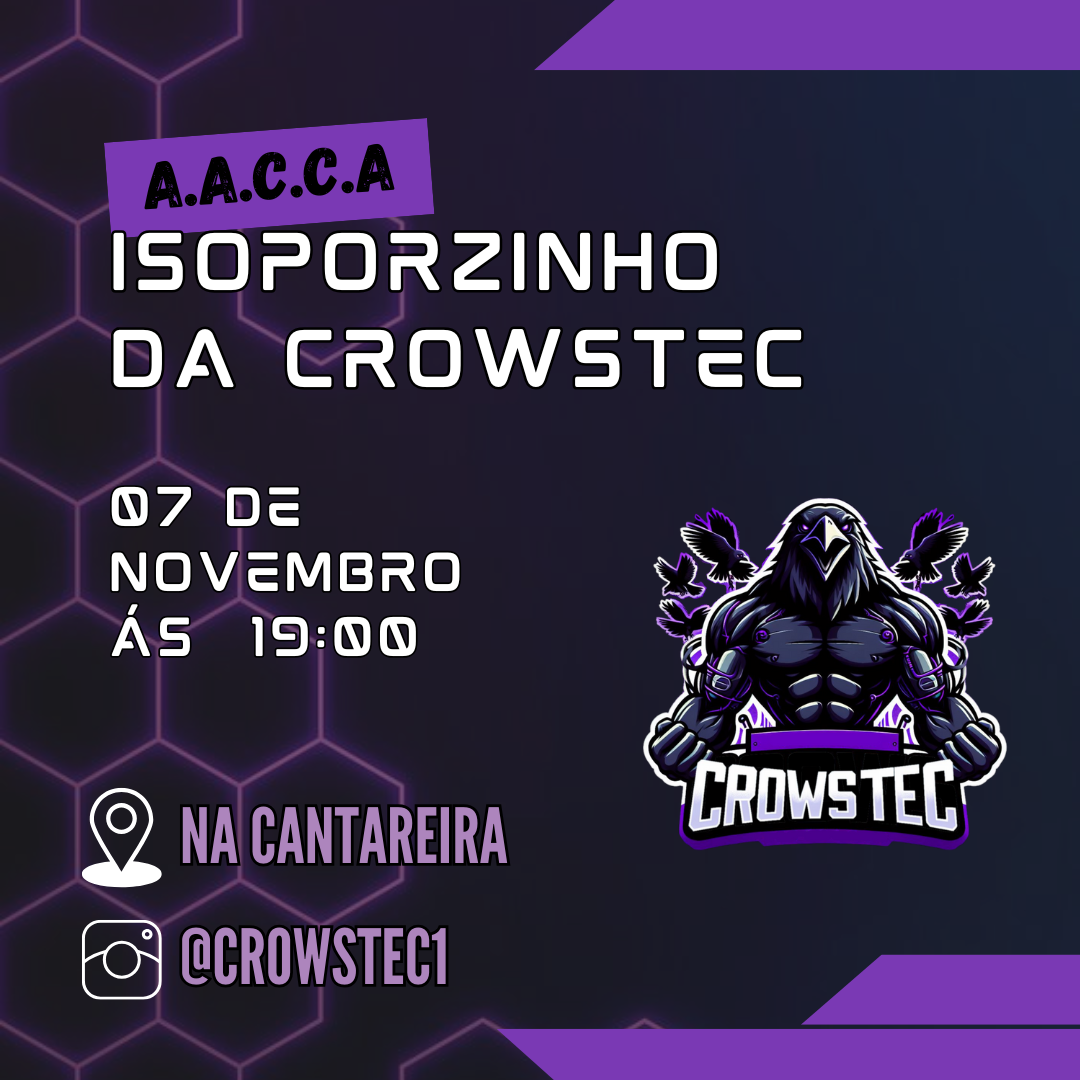 A.A.C.C.A
ISOPORZINHO
DA CROWSTEC
07 DE
NOVEMBRO
ÁS 19:00
CROWSTEC
NA CANTAREIRA
@CROWSTEC1